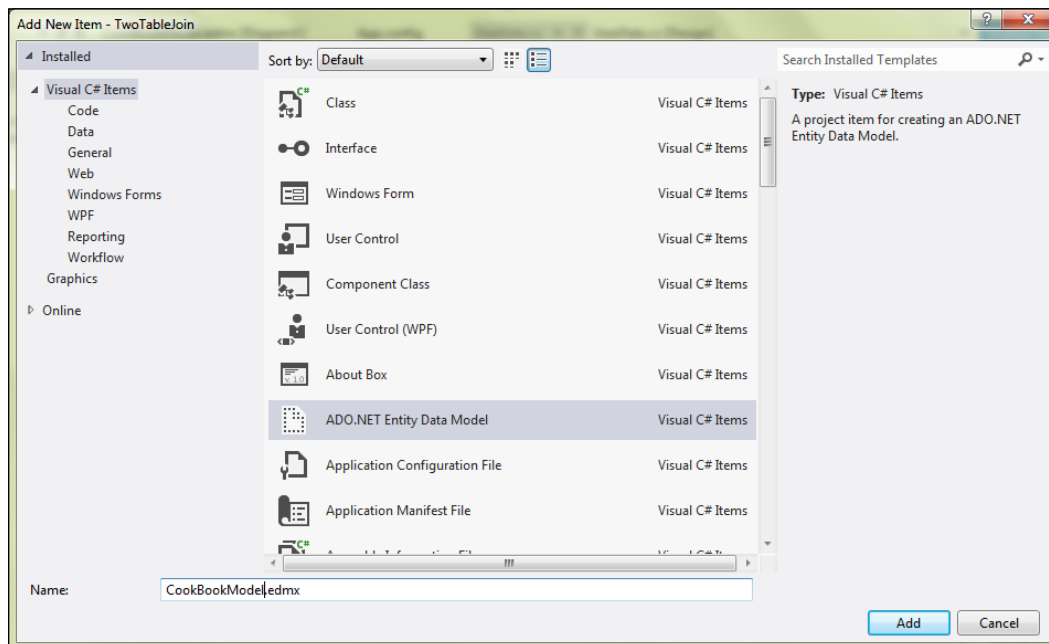 Add New Item - TwoTableJoin
Installed
Sort by: Default
Search Installed Templates
Visual C# Items
Code
Data
General
Web
Windows Forms
WPF
Reporting
Workflow
Graphics
Online
C# Class Visual C# Items
Interface Visual C# Items
Windows Form Visual C# Items
User Control Visual C# Items
Component Class Visual C# Items
User Control (WPF) Visual C# Items
v. 1.0 About Box Visual C# Items
ADO.NET Entity Data Model Visual C# Items
Application Configuration File Visual C# Items
Application Manifest File Visual C# Items
C#
Type: Visual C# Items
A project item for creating an ADO.NET
Entity Data Model.
Name: CookBookModel.edmx
Add Cancel